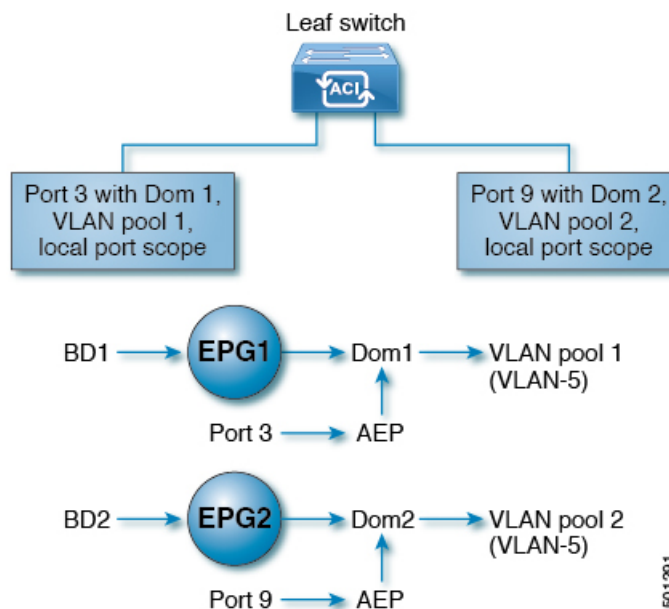 Leaf switch
ACI
Port 3 with Dom 1,
VLAN pool 1,
local port scope
Port 9 with Dom 2,
VLAN pool 2,
local port scope
BD1
EPG1
Dom1
VLAN pool 1
(VLAN-5)
Port 3
AEP
BD2
EPG2
Dom2
VLAN pool 2
(VLAN-5)
Port 9
AEP